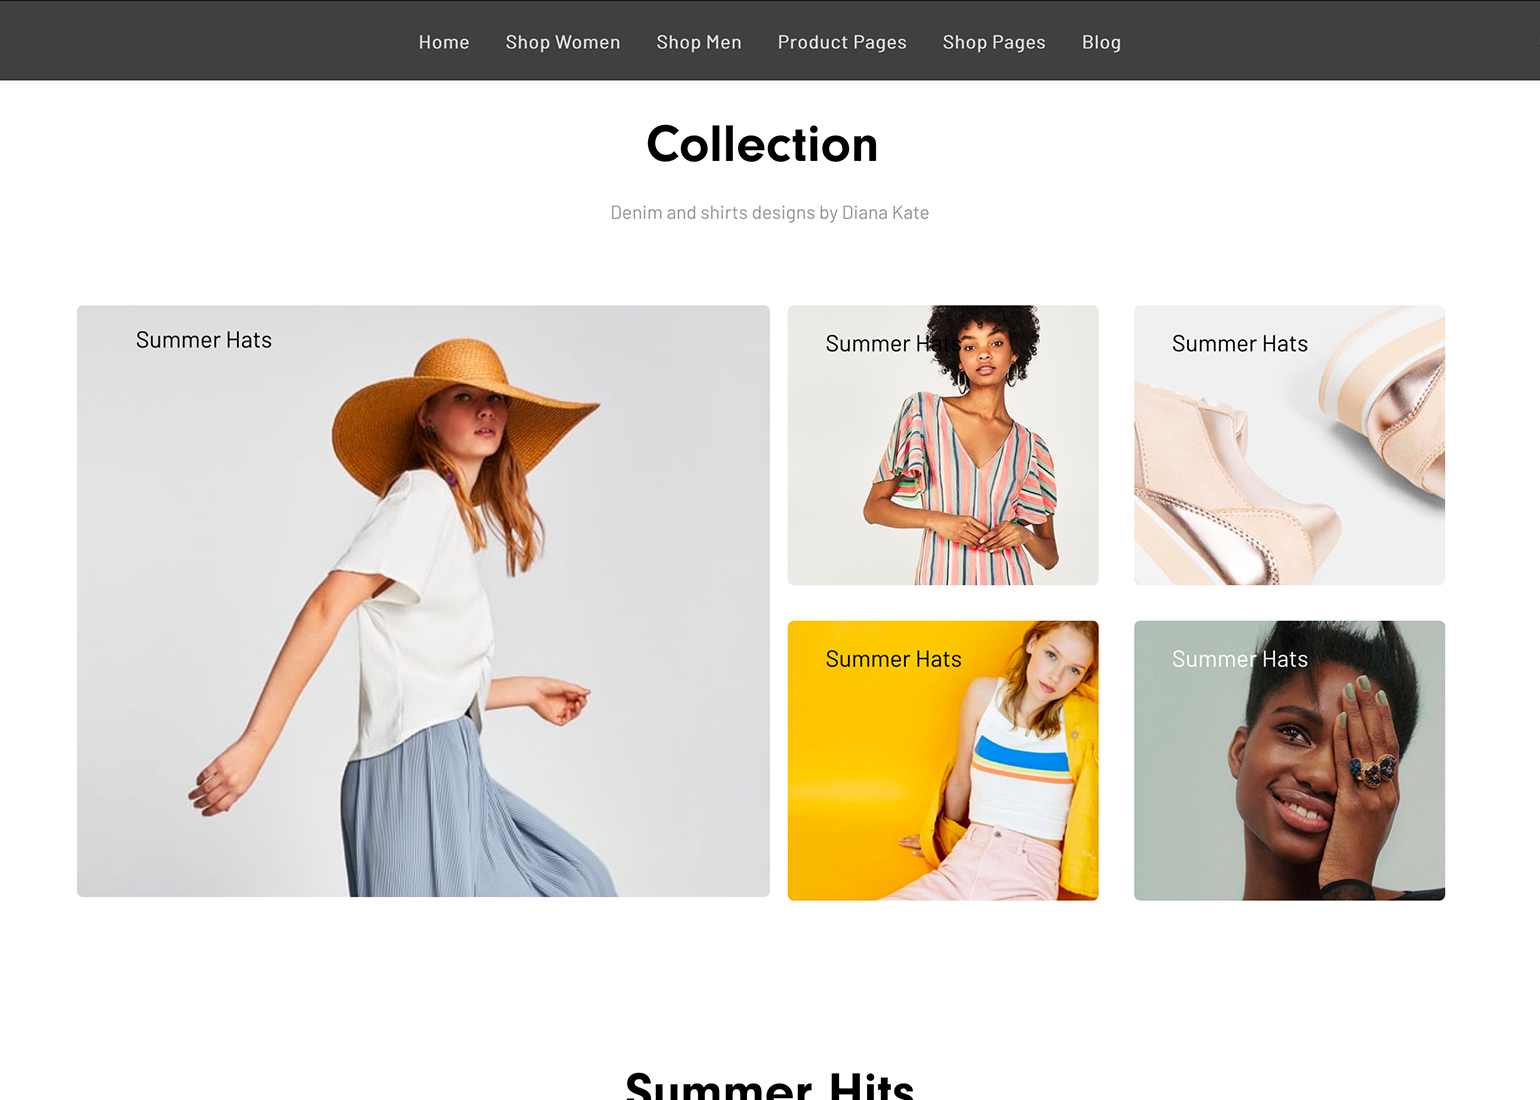 Home Shop Women Shop Men Product Pages Shop Pages Blog
Collection
Denim and shirts designs by Diana Kate
Summer Hats
Summer Hats
Summer Hats
Summer Hats
Summer Hats
Summer Hits